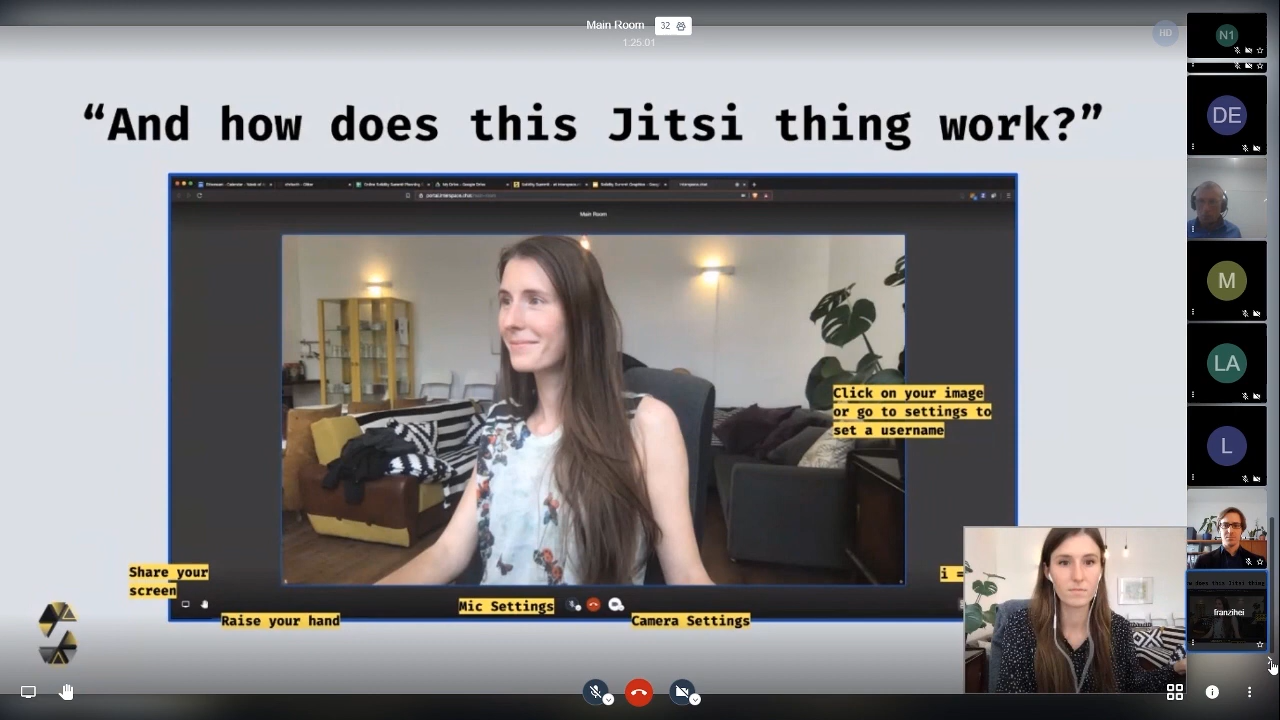 Main Room 32
1:25:01
HD
N1
“And how does this Jitsi thing work?”
DE
Main Room
M
LA
Click on your image
or go to settings to
set a username
L
Share your
screen
i =
Mic Settings
Raise your hand
Camera Settings
franzihei